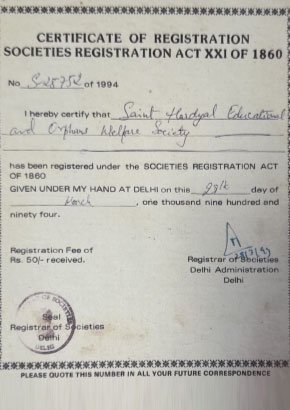 CERTIFICATE OF REGISTRATION
SOCIETIES REGISTRATION ACT XXI OF 1860
No S-28752 of 1994
I hereby certify that Saint Hardyal Educational
and Orphans Welfare Society
has been registered under the SOCIETIES REGISTRATION ACT
OF 1860
GIVEN UNDER MY HAND AT DELHI on this 28th day of
March, one thousand nine hundred and
ninety four.
Registration Fee of
Rs. 50/- received.
Registrar of Societies
Delhi Administration
Delhi
Seal
Registrar of Societies
Delhi
PLEASE QUOTE THIS NUMBER IN ALL YOUR FUTURE CORRESPONDENCE